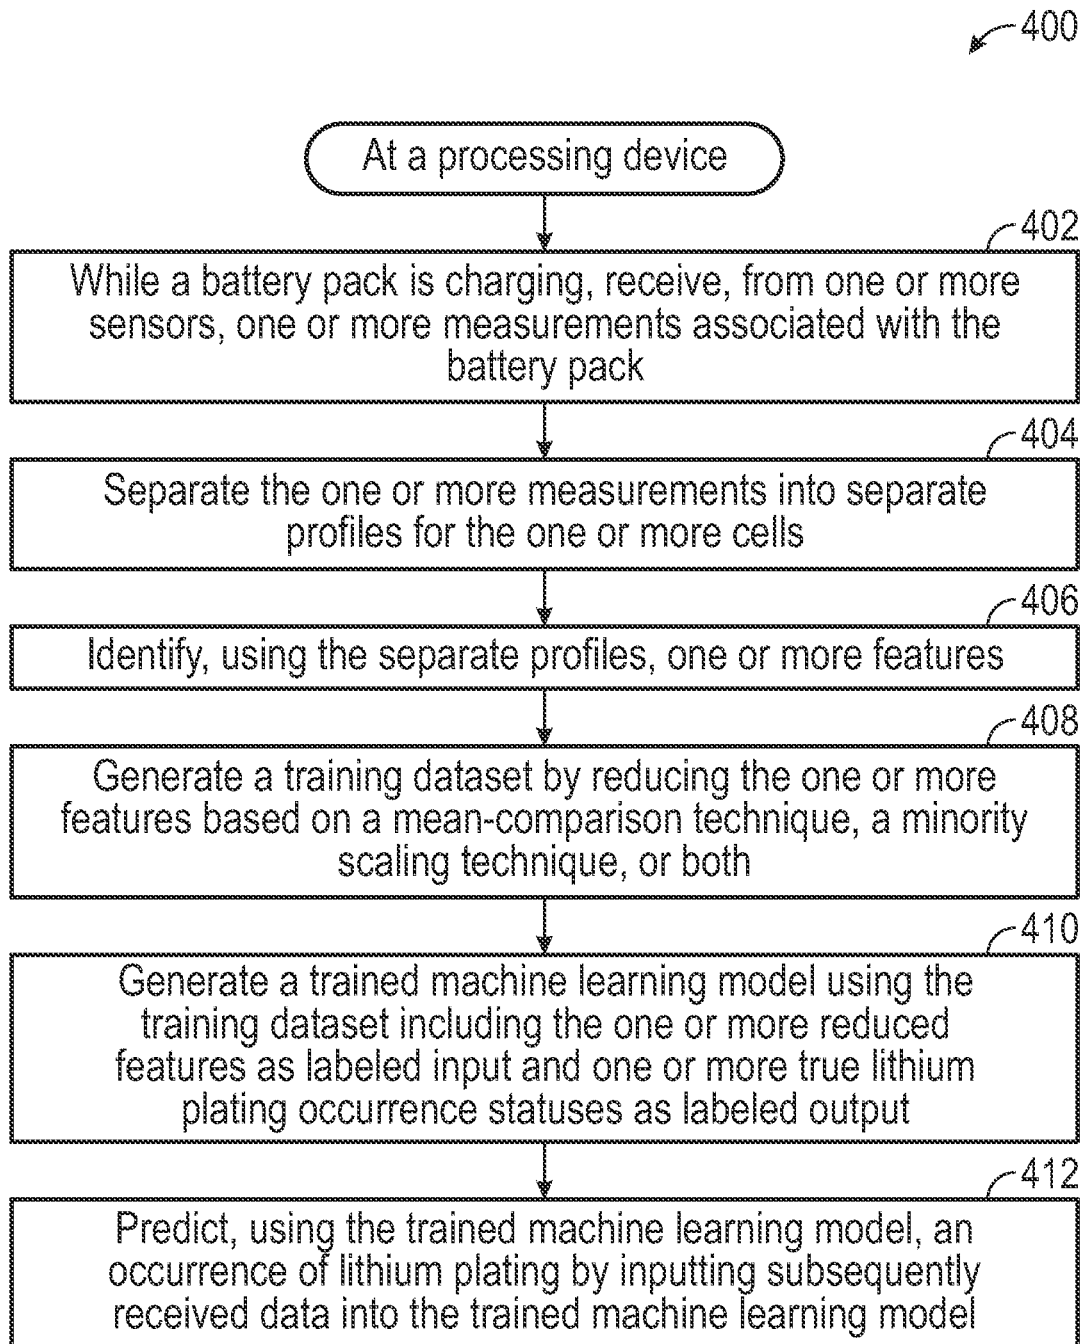 400
At a processing device
402
While a battery pack is charging, receive, from one or more
sensors, one or more measurements associated with the
battery pack
404
Separate the one or more measurements into separate
profiles for the one or more cells
406
Identify, using the separate profiles, one or more features
408
Generate a training dataset by reducing the one or more
features based on a mean-comparison technique, a minority
scaling technique, or both
410
Generate a trained machine learning model using the
training dataset including the one or more reduced
features as labeled input and one or more true lithium
plating occurrence statuses as labeled output
412
Predict, using the trained machine learning model, an
occurrence of lithium plating by inputting subsequently
received data into the trained machine learning model